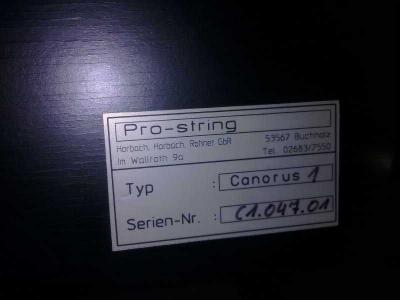 Pro-string
Horbach, Horbach, Rohner GbR 53567 Buchholz
Im Wallroth 9a Tel. 02683/7550
Typ : Canorus 1
Serien-Nr. : C1.047.01